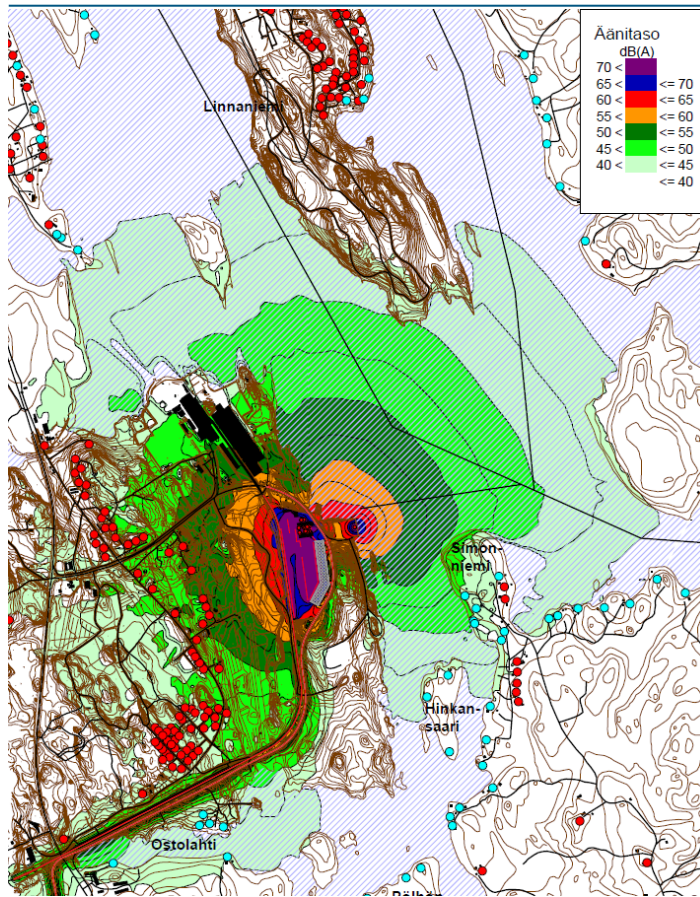 Äänitaso
dB(A)
70 <
65 < <= 70
60 < <= 65
55 < <= 60
50 < <= 55
45 < <= 50
40 < <= 45
<= 40
Linnaniemi
Simon-
niemi
Hinkan-
saari
Ostolahti